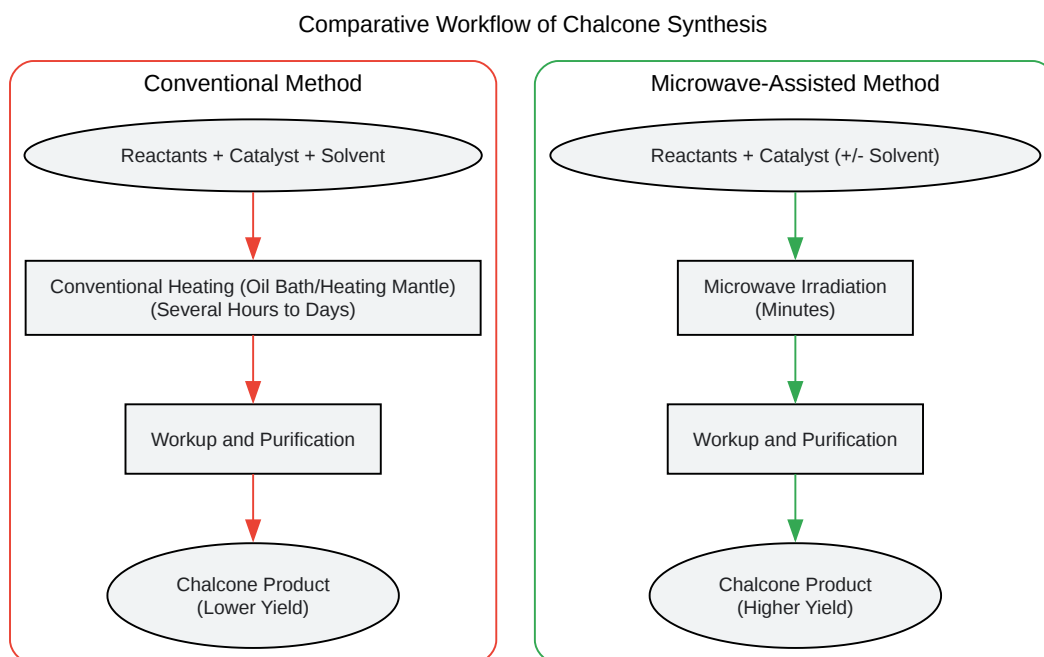 Comparative Workflow of Chalcone Synthesis
Conventional Method
Reactants + Catalyst + Solvent
Conventional Heating (Oil Bath/Heating Mantle)
(Several Hours to Days)
Workup and Purification
Chalcone Product
(Lower Yield)
Microwave-Assisted Method
Reactants + Catalyst (+/- Solvent)
Microwave Irradiation
(Minutes)
Workup and Purification
Chalcone Product
(Higher Yield)